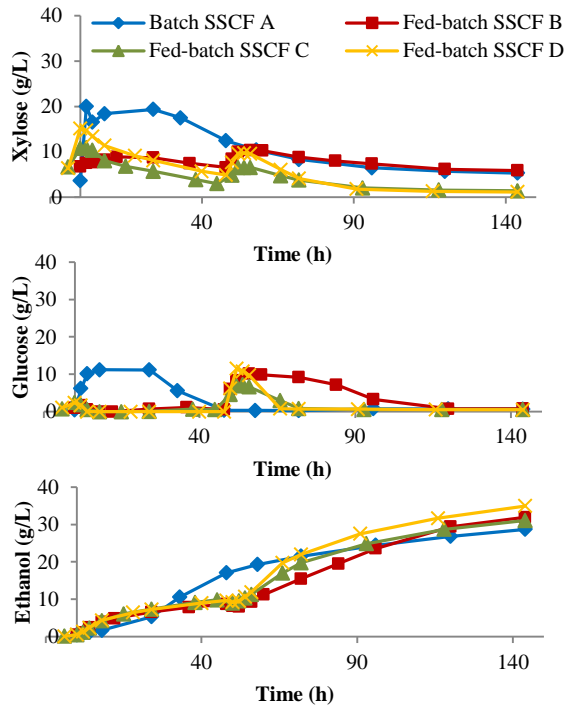 Batch SSCF A
Fed-batch SSCF B
Fed-batch SSCF C
Fed-batch SSCF D
Xylose (g/L)
40
30
20
10
0
40
90
140
Time (h)
Glucose (g/L)
40
30
20
10
0
40
90
140
Time (h)
Ethanol (g/L)
40
30
20
10
0
40
90
140
Time (h)